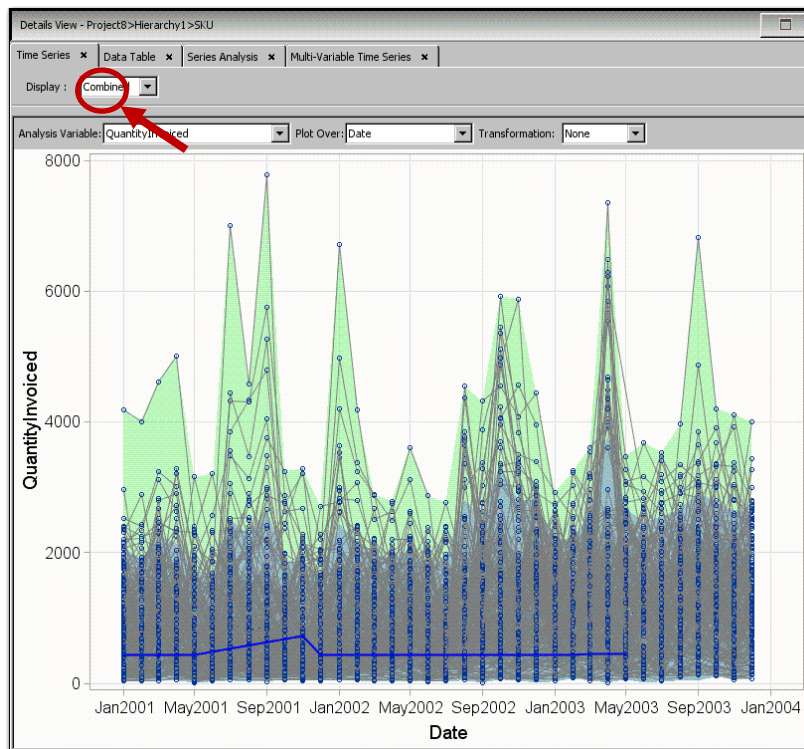 Details View - Project8>Hierarchy1>SKU
Time Series × Data Table × Series Analysis × Multi-Variable Time Series ×
Display : Combined
Analysis Variable: QuantityInvoiced Plot Over: Date Transformation: None
8000
6000
4000
2000
0
QuantityInvoiced
Jan2001 May2001 Sep2001 Jan2002 May2002 Sep2002 Jan2003 May2003 Sep2003 Jan2004
Date